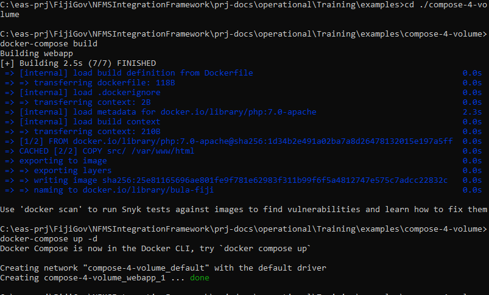 C:\eas-prj\FijiGov\NFMSIntegrationFramework\prj-docs\operational\Training\examples>cd ./compose-4-vo
lume
C:\eas-prj\FijiGov\NFMSIntegrationFramework\prj-docs\operational\Training\examples\compose-4-volume>
docker-compose build
Building webapp
[+] Building 2.5s (7/7) FINISHED
=> [internal] load build definition from Dockerfile 0.0s
=> => transferring dockerfile: 118B 0.0s
=> [internal] load .dockerignore 0.0s
=> => transferring context: 2B 0.0s
=> [internal] load metadata for docker.io/library/php:7.0-apache 2.3s
=> [internal] load build context 0.0s
=> => transferring context: 210B 0.0s
=> [1/2] FROM docker.io/library/php:7.0-apache@sha256:1d34b2e491a02ba7a8d26478132015e197a5ff 0.0s
=> CACHED [2/2] COPY src/ /var/www/html 0.0s
=> exporting to image 0.0s
=> => exporting layers 0.0s
=> => writing image 0.0s
=> => naming to docker.io/library/bula-fiji 0.0s
Use 'docker scan' to run Snyk tests against images to find vulnerabilities and learn how to fix them
C:\eas-prj\FijiGov\NFMSIntegrationFramework\prj-docs\operational\Training\examples\compose-4-volume>
docker-compose up -d
Docker Compose is now in the Docker CLI, try `docker compose up`
Creating network "compose-4-volume_default" with the default driver
Creating compose-4-volume_webapp_1 ... done